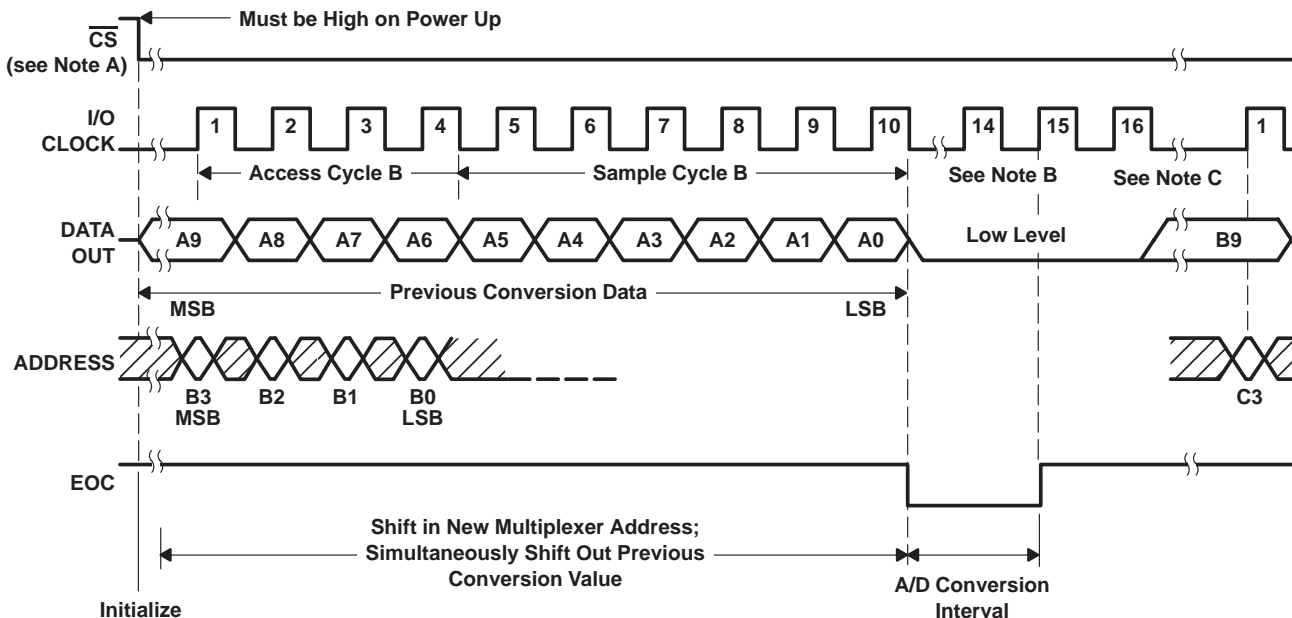 Must be High on Power Up
CS
(see Note A)
I/O
CLOCK
1 2 3 4 5 6 7 8 9 10 14 15 16 1
Access Cycle B
Sample Cycle B
See Note B
See Note C
DATA
OUT
A9 A8 A7 A6 A5 A4 A3 A2 A1 A0
Low Level
B9
Previous Conversion Data
MSB
LSB
ADDRESS
B3 B2 B1 B0
MSB LSB
C3
EOC
Shift in New Multiplexer Address;
Simultaneously Shift Out Previous
Conversion Value
A/D Conversion
Interval
Initialize